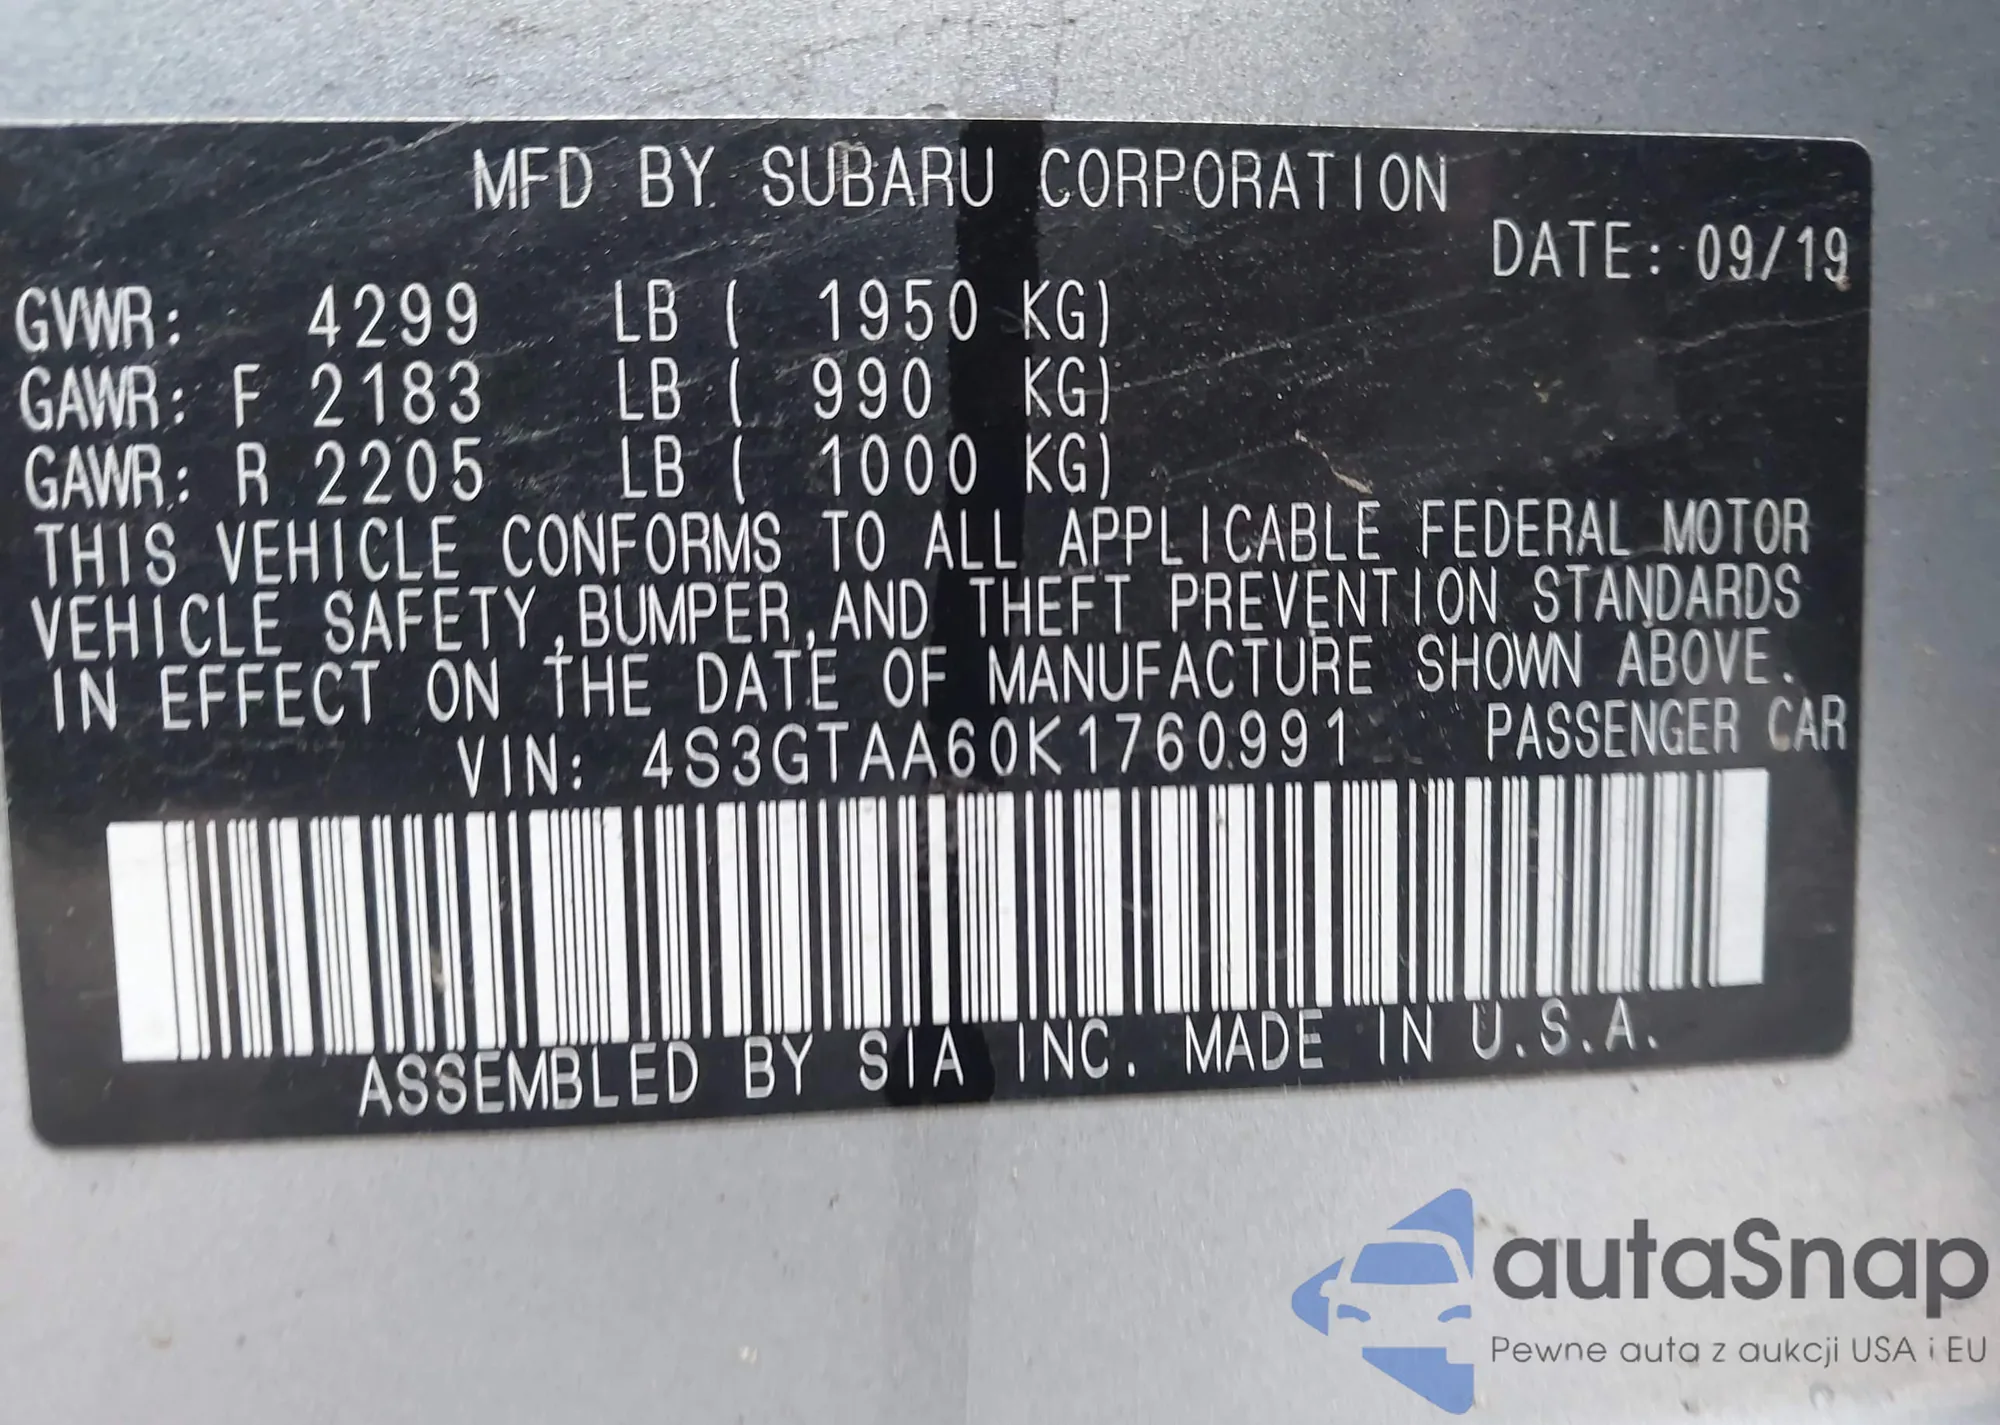 MFD BY SUBARU CORPORATION
DATE: 09/19
GVWR: 4299 LB ( 1950 KG)
GAWR: F 2183 LB ( 990 KG)
GAWR: R 2205 LB ( 1000 KG)
THIS VEHICLE CONFORMS TO ALL APPLICABLE FEDERAL MOTOR
VEHICLE SAFETY,BUMPER,AND THEFT PREVENTION STANDARDS
IN EFFECT ON THE DATE OF MANUFACTURE SHOWN ABOVE.
VIN: 4S3GTAA60K1760991 PASSENGER CAR
ASSEMBLED BY SIA INC. MADE IN U.S.A.
autaSnap
Pewne auta z aukcji USA i EU